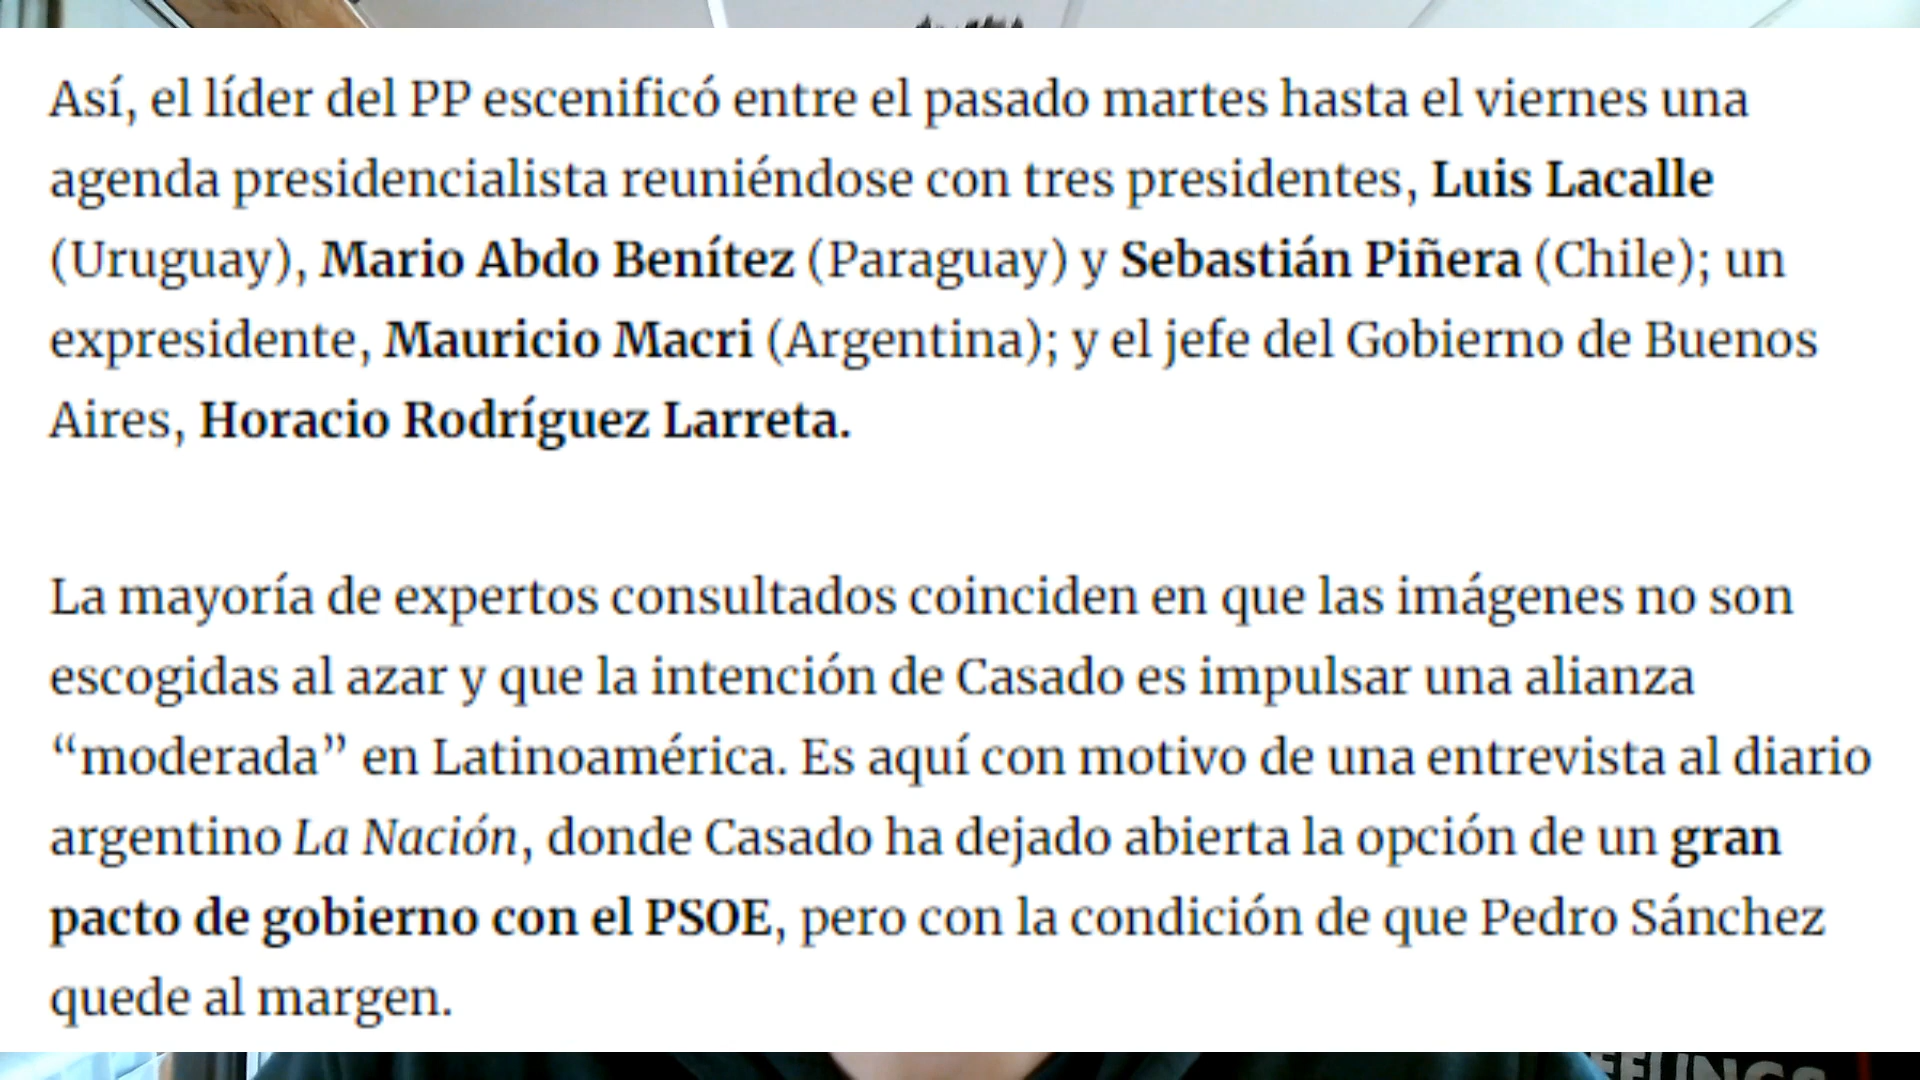 Así, el líder del PP escenificó entre el pasado martes hasta el viernes una
agenda presidencialista reuniéndose con tres presidentes, Luis Lacalle
(Uruguay), Mario Abdo Benítez (Paraguay) y Sebastián Piñera (Chile); un
expresidente, Mauricio Macri (Argentina); y el jefe del Gobierno de Buenos
Aires, Horacio Rodríguez Larreta.
La mayoría de expertos consultados coinciden en que las imágenes no son
escogidas al azar y que la intención de Casado es impulsar una alianza
“moderada” en Latinoamérica. Es aquí con motivo de una entrevista al diario
argentino La Nación, donde Casado ha dejado abierta la opción de un gran
pacto de gobierno con el PSOE, pero con la condición de que Pedro Sánchez
quede al margen.